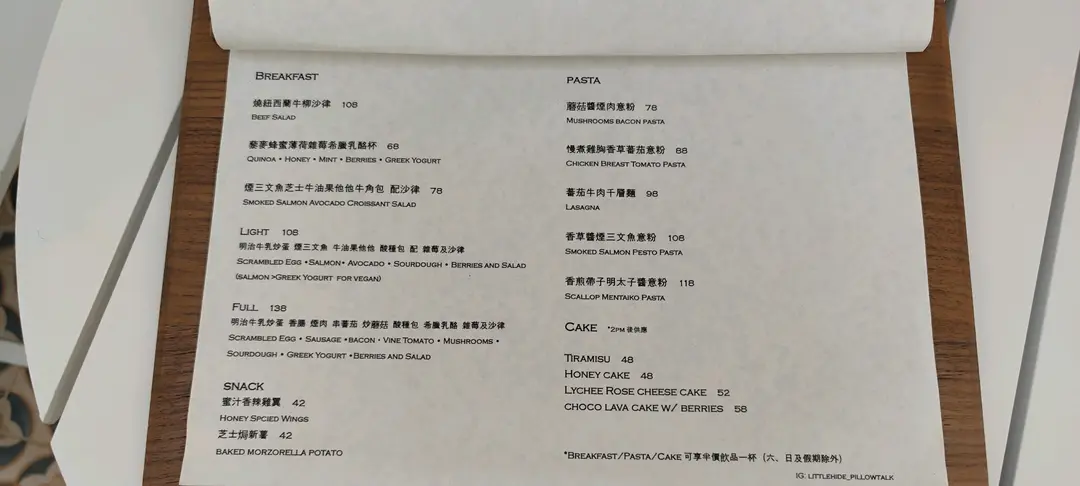 BREAKFAST
燒紐西蘭牛柳沙律 108
BEEF SALAD
藜麥蜂蜜薄荷雜莓希臘乳酪杯 68
QUINOA • HONEY • MINT • BERRIES • GREEK YOGURT
煙三文魚芝士牛油果他他牛角包 配沙律 78
SMOKED SALMON AVOCADO CROISSANT SALAD
LIGHT 108
明治牛乳炒蛋 煙三文魚 牛油果他他 酸種包 配 雜莓及沙律
SCRAMBLED EGG •SALMON• AVOCADO • SOURDOUGH • BERRIES AND SALAD
(SALMON >GREEK YOGURT FOR VEGAN)
FULL 138
明治牛乳炒蛋 香腸 煙肉 串蕃茄 炒蘑菇 酸種包 希臘乳酪 雜莓及沙律
SCRAMBLED EGG • SAUSAGE •BACON • VINE TOMATO • MUSHROOMS •
SOURDOUGH • GREEK YOGURT •BERRIES AND SALAD
SNACK
蜜汁香辣雞翼 42
HONEY SPCIED WINGS
芝士焗新薯 42
BAKED MORZORELLA POTATO
PASTA
蘑菇醬煙肉意粉 78
MUSHROOMS BACON PASTA
慢煮雞胸香草蕃茄意粉 88
CHICKEN BREAST TOMATO PASTA
蕃茄牛肉千層麵 98
LASAGNA
香草醬煙三文魚意粉 108
SMOKED SALMON PESTO PASTA
香煎帶子明太子醬意粉 118
SCALLOP MENTAIKO PASTA
CAKE *2PM 後供應
TIRAMISU 48
HONEY CAKE 48
LYCHEE ROSE CHEESE CAKE 52
CHOCO LAVA CAKE W/ BERRIES 58
*BREAKFAST/PASTA/CAKE 可享半價飲品一杯 (六、日及假期除外)
IG: LITTLEHIDE_PILLOWTALK